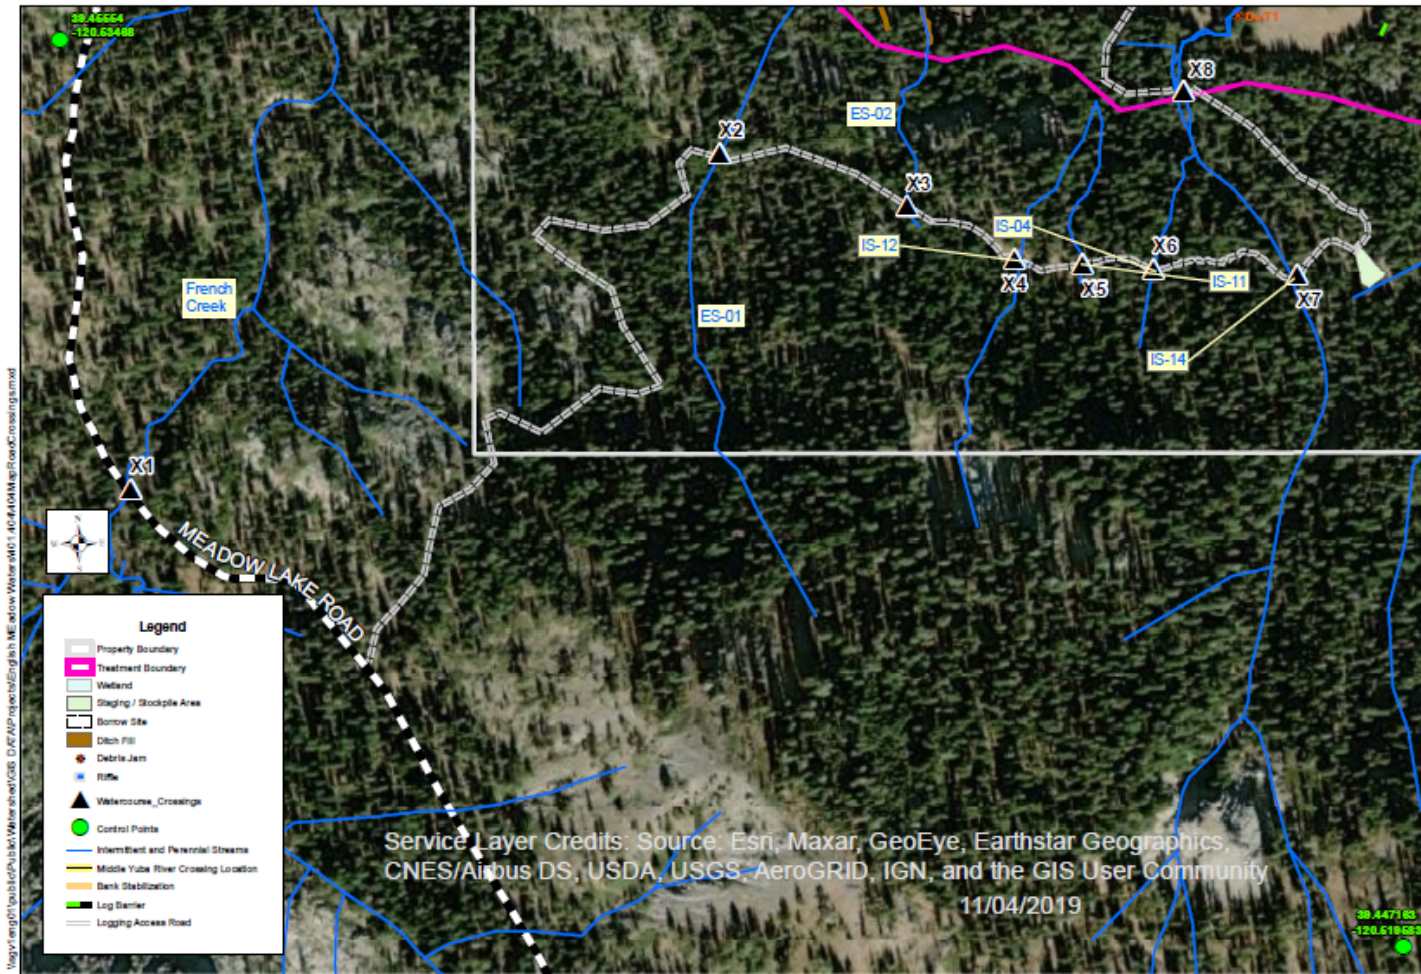 39.45554
-120.53468
X8
X2
ES-02
X3
IS-04
IS-12
X6
X4
X5
IS-11
X7
French
Creek
ES-01
IS-14
X1
N
W
E
S
MEADOW LAKE ROAD
Legend
Property Boundary
Treatment Boundary
Wetland
Staging / Stockpile Area
Borrow Site
Ditch Fill
Debris Jam
Riffle
Watercourse_Crossings
Control Points
Intermittent and Perennial Streams
Middle Yuba River Crossing Location
Bank Stabilization
Log Barrier
Logging Access Road
Service Layer Credits: Source: Esri, Maxar, GeoEye, Earthstar Geographics,
CNES/Airbus DS, USDA, USGS, AeroGRID, IGN, and the GIS User Community
11/04/2019
39.447163
-120.519583